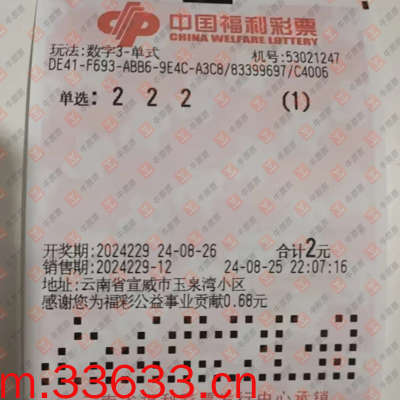 中国福利彩票
CHINA WELFARE LOTTERY
玩法:数字3-单式 机号:53021247
DE41-F693-ABB6-9E4C-A3C8/83399697/C4006
单选: 2 2 2 (1)
开奖期:2024229 24-08-26 合计2元
销售期:2024229-12 24-08-25 22:07:16
地址:云南省宣威市玉泉湾小区
感谢您为福彩公益事业贡献0.68元
m.33633.cn